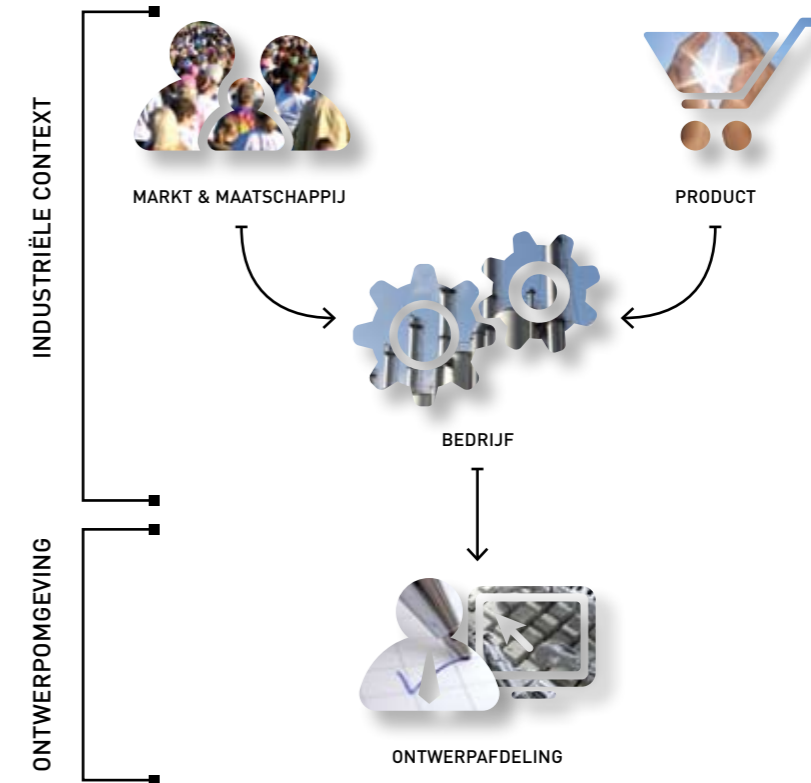 INDUSTRIËLE CONTEXT
MARKT & MAATSCHAPPIJ
PRODUCT
BEDRIJF
ONTWERPOMGEVING
ONTWERPAFDELING